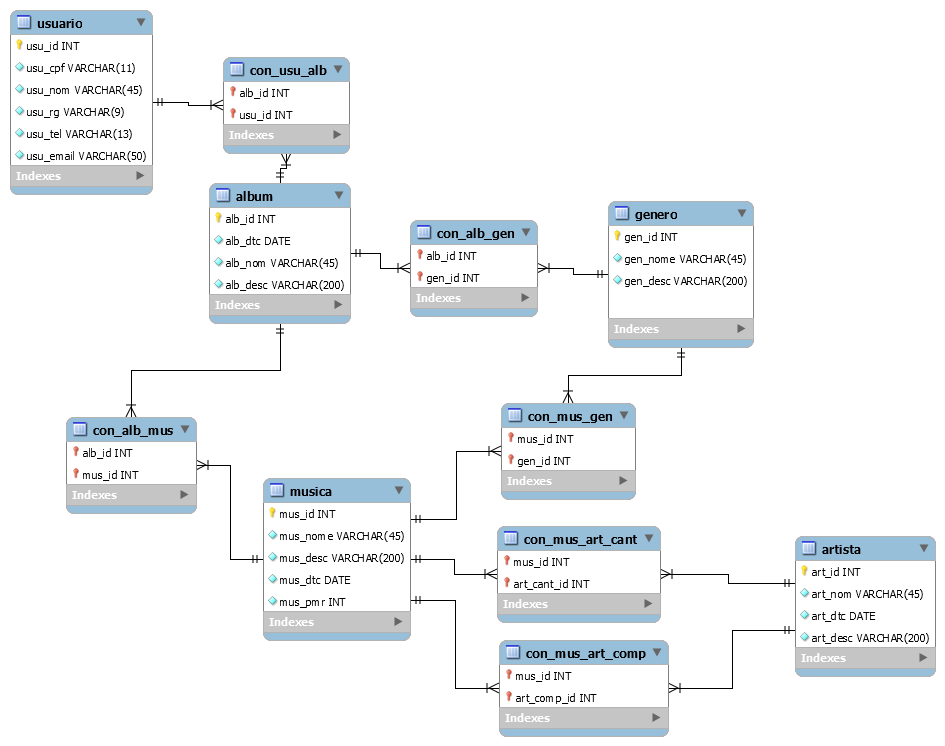 usuario
usu_id INT
usu_cpf VARCHAR(11)
usu_nom VARCHAR(45)
usu_rg VARCHAR(9)
usu_tel VARCHAR(13)
usu_email VARCHAR(50)
Indexes
con_usu_alb
alb_id INT
usu_id INT
Indexes
album
alb_id INT
alb_dtc DATE
alb_nom VARCHAR(45)
alb_desc VARCHAR(200)
Indexes
con_alb_gen
alb_id INT
gen_id INT
Indexes
genero
gen_id INT
gen_nome VARCHAR(45)
gen_desc VARCHAR(200)
Indexes
con_alb_mus
alb_id INT
mus_id INT
Indexes
musica
mus_id INT
mus_nome VARCHAR(45)
mus_desc VARCHAR(200)
mus_dtc DATE
mus_pmr INT
Indexes
con_mus_gen
mus_id INT
gen_id INT
Indexes
con_mus_art_cant
mus_id INT
art_cant_id INT
Indexes
con_mus_art_comp
mus_id INT
art_comp_id INT
Indexes
artista
art_id INT
art_nom VARCHAR(45)
art_dtc DATE
art_desc VARCHAR(200)
Indexes